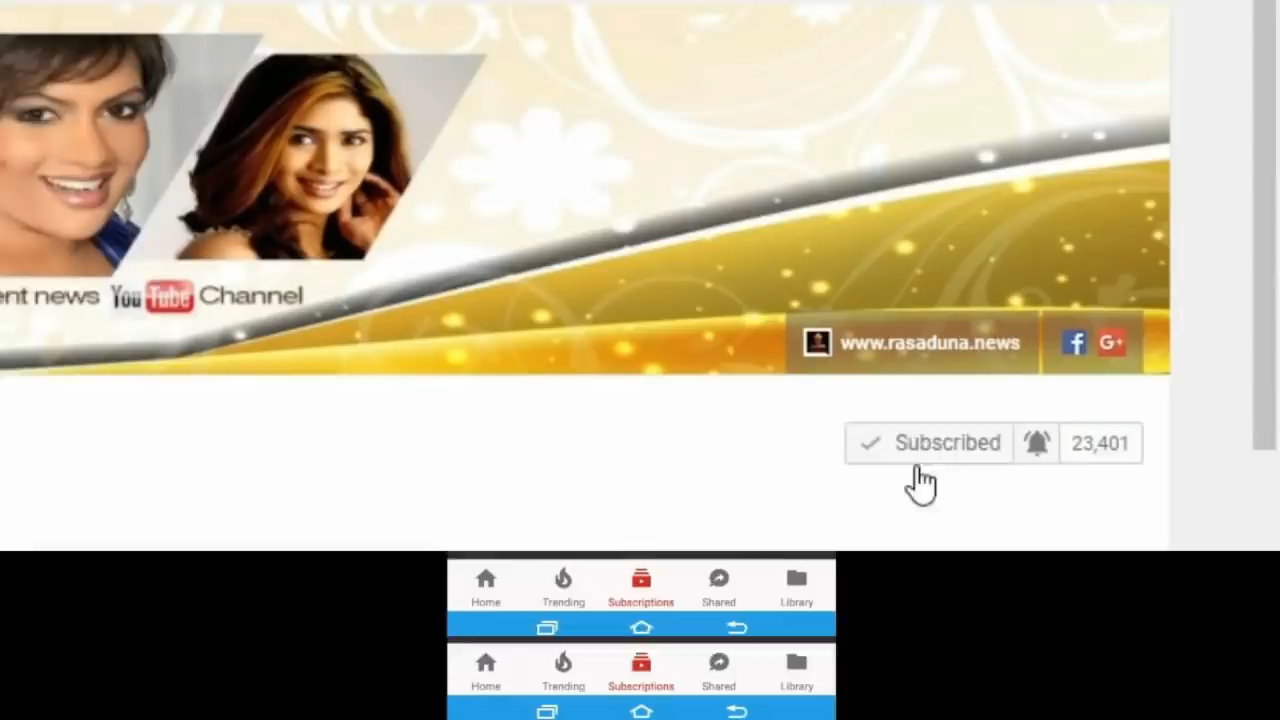 ent news YouTube Channel
www.rasaduna.news
f G+
Subscribed 23,401
Home Trending Subscriptions Shared Library
Home Trending Subscriptions Shared Library